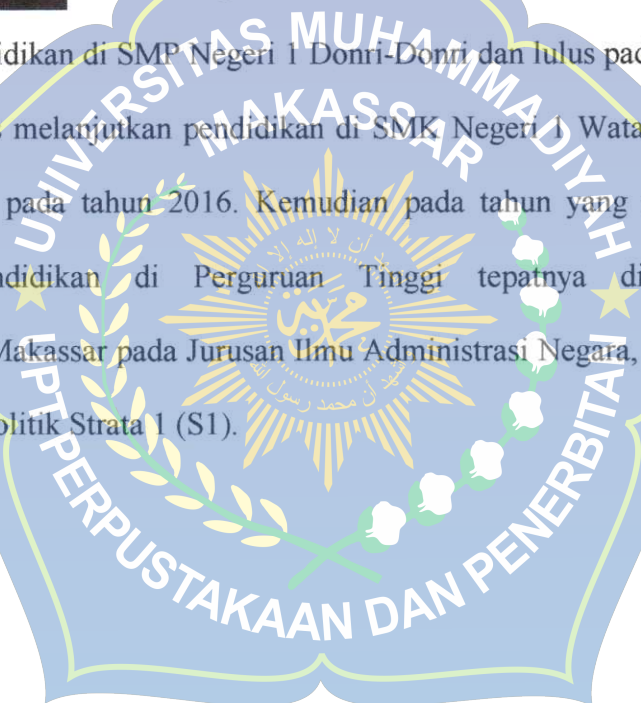 didikan di SMP Negeri 1 Donri-Donri dan lulus pad
melanjutkan pendidikan di SMK Negeri 1 Wata
pada tahun 2016. Kemudian pada tahun yang
ndidikan di Perguruan Tinggi tepatnya di
Makassar pada Jurusan Ilmu Administrasi Negara,
olitik Strata 1 (S1).
UNIVERSITAS MUHAMMADIYAH
MAKASSAR
UPT PERPUSTAKAAN DAN PENERBITAN